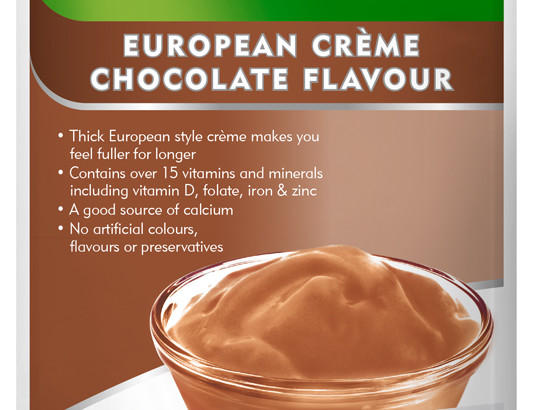 EUROPEAN CRÈME
CHOCOLATE FLAVOUR
• Thick European style crème makes you
feel fuller for longer
• Contains over 15 vitamins and minerals
including vitamin D, folate, iron & zinc
• A good source of calcium
• No artificial colours,
flavours or preservatives